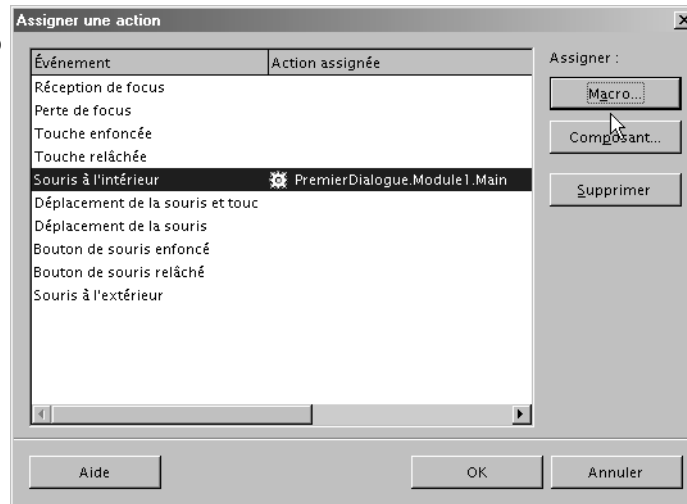 Assigner une action
Événement Action assignée
Réception de focus
Perte de focus
Touche enfoncée
Touche relâchée
Souris à l'intérieur PremierDialogue.Module1.Main
Déplacement de la souris et touc
Déplacement de la souris
Bouton de souris enfoncé
Bouton de souris relâché
Souris à l'extérieur
Assigner :
Macro...
Composant...
Supprimer
Aide
OK
Annuler